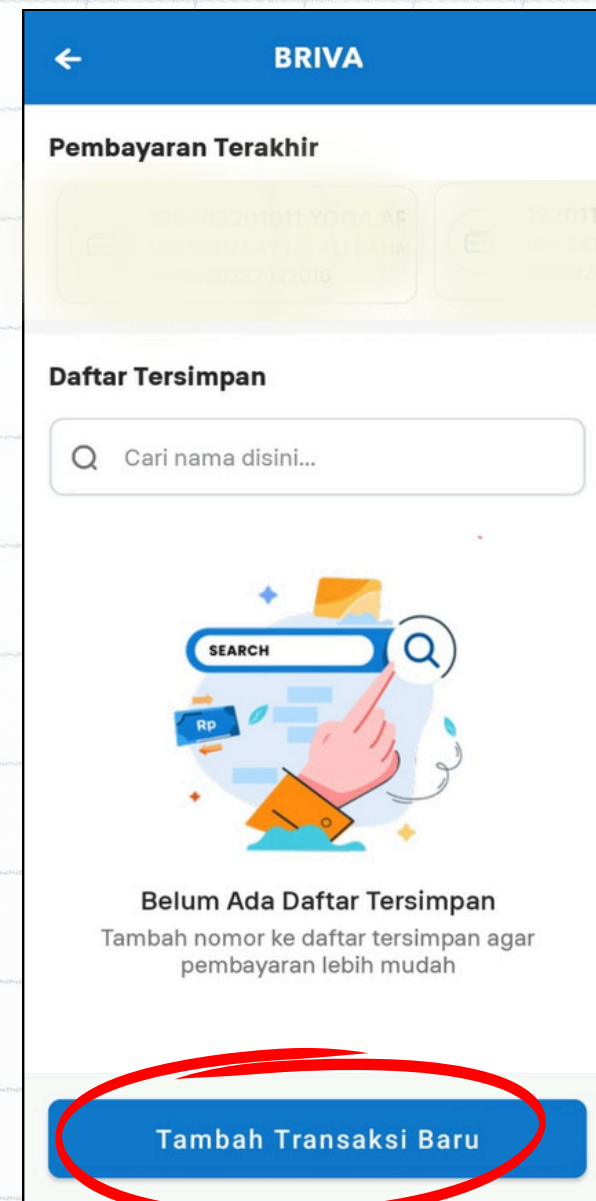 BRIVA
Pembayaran Terakhir
Daftar Tersimpan
Cari nama disini...
SEARCH
Rp
Belum Ada Daftar Tersimpan
Tambah nomor ke daftar tersimpan agar
pembayaran lebih mudah
Tambah Transaksi Baru